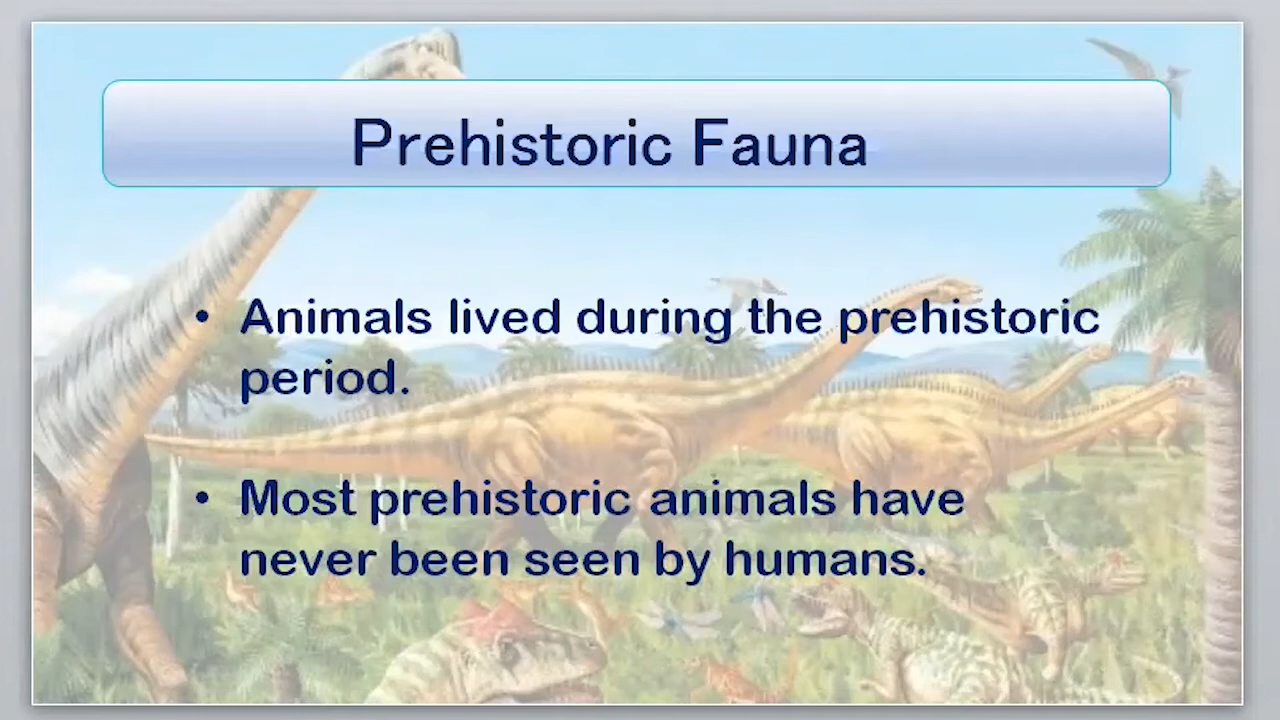 Prehistoric Fauna
• Animals lived during the prehistoric
period.
• Most prehistoric animals have
never been seen by humans.